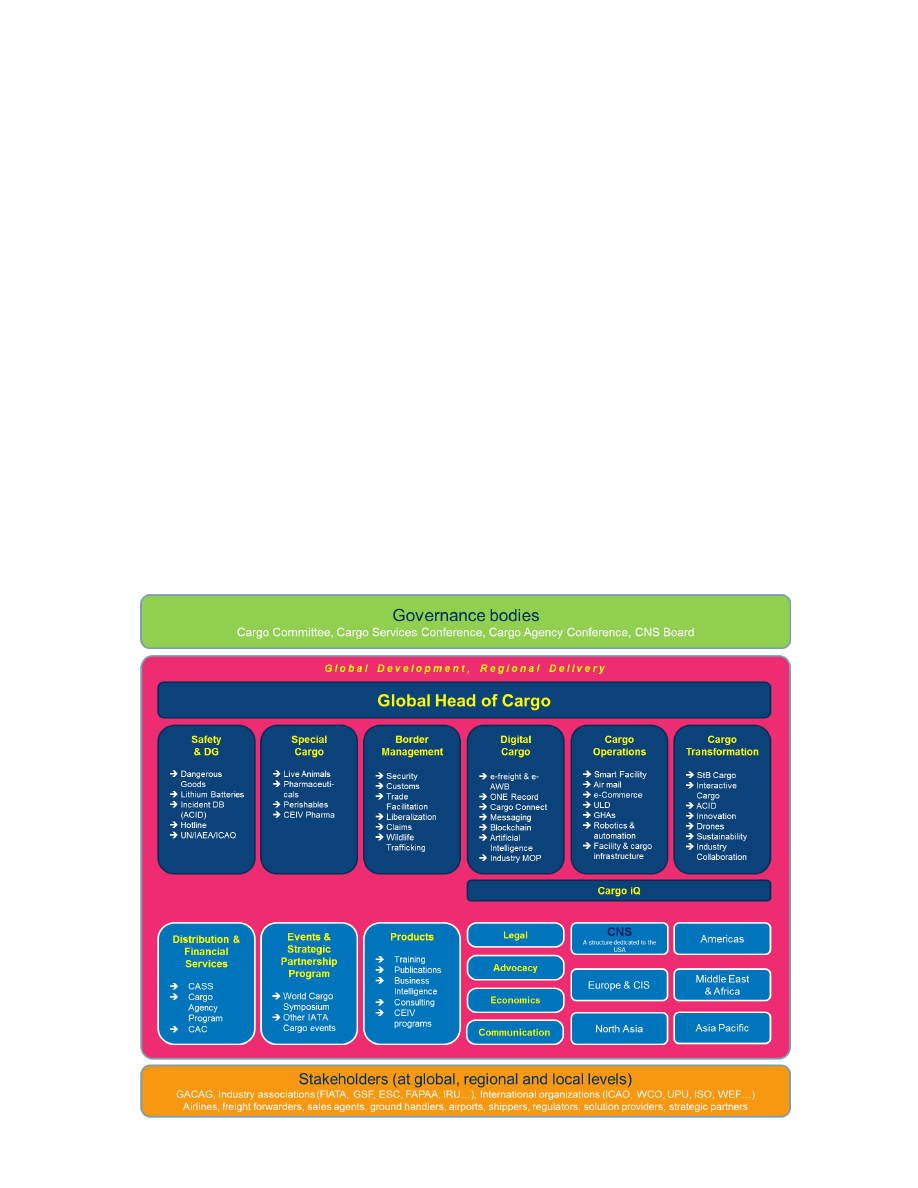 Governance bodies
Cargo Committee, Cargo Services Conference, Cargo Agency Conference, CNS Board
Global Development, Regional Delivery
Global Head of Cargo
Safety
& DG
➔ Dangerous
Goods
➔ Lithium Batteries
➔ Incident DB
(ACID)
➔ Hotline
➔ UN/IAEA/ICAO
Special
Cargo
➔ Live Animals
➔ Pharmaceuti-
cals
➔ Perishables
➔ CEIV Pharma
Border
Management
➔ Security
➔ Customs
➔ Trade
Facilitation
➔ Liberalization
➔ Claims
➔ Wildlife
Trafficking
Digital
Cargo
➔ e-freight & e-
AWB
➔ ONE Record
➔ Cargo Connect
➔ Messaging
➔ Blockchain
➔ Artificial
Intelligence
➔ Industry MOP
Cargo
Operations
➔ Smart Facility
➔ Air mail
➔ e-Commerce
➔ ULD
➔ GHAs
➔ Robotics &
automation
➔ Facility & cargo
infrastructure
Cargo
Transformation
➔ StB Cargo
➔ Interactive
Cargo
➔ ACID
➔ Innovation
➔ Drones
➔ Sustainability
➔ Industry
Collaboration
Cargo iQ
Distribution &
Financial
Services
➔ CASS
➔ Cargo
Agency
Program
➔ CAC
Events &
Strategic
Partnership
Program
➔ World Cargo
Symposium
➔ Other IATA
Cargo events
Products
➔ Training
➔ Publications
➔ Business
Intelligence
➔ Consulting
➔ CEIV
programs
Legal
Advocacy
Economics
Communication
CNS
A structure dedicated to the
USA
Europe & CIS
North Asia
Americas
Middle East
& Africa
Asia Pacific
Stakeholders (at global, regional and local levels)
GACAG, Industry associations (FIATA, GSF, ESC, FAPAA, IRU…), International organizations (ICAO, WCO, UPU, ISO, WEF…)
Airlines, freight forwarders, sales agents, ground handlers, airports, shippers, regulators, solution providers, strategic partners